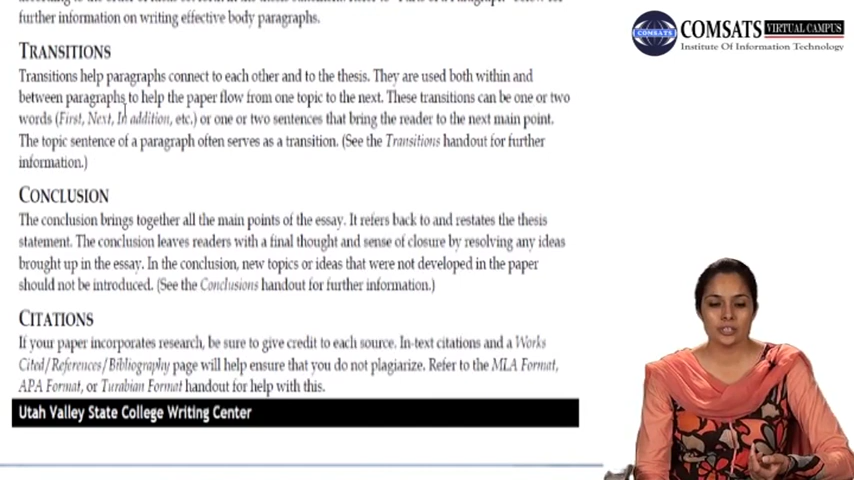 further information on writing effective body paragraphs.
TRANSITIONS
Transitions help paragraphs connect to each other and to the thesis. They are used both within and
between paragraphs to help the paper flow from one topic to the next. These transitions can be one or two
words (First, Next, In addition, etc.) or one or two sentences that bring the reader to the next main point.
The topic sentence of a paragraph often serves as a transition. (See the Transitions handout for further
information.)
CONCLUSION
The conclusion brings together all the main points of the essay. It refers back to and restates the thesis
statement. The conclusion leaves readers with a final thought and sense of closure by resolving any ideas
brought up in the essay. In the conclusion, new topics or ideas that were not developed in the paper
should not be introduced. (See the Conclusions handout for further information.)
CITATIONS
If your paper incorporates research, be sure to give credit to each source. In-text citations and a Works
Cited/References/Bibliography page will help ensure that you do not plagiarize. Refer to the MLA Format,
APA Format, or Turabian Format handout for help with this.
Utah Valley State College Writing Center
COMSATS
COMSATS VIRTUAL CAMPUS
Institute Of Information Technology